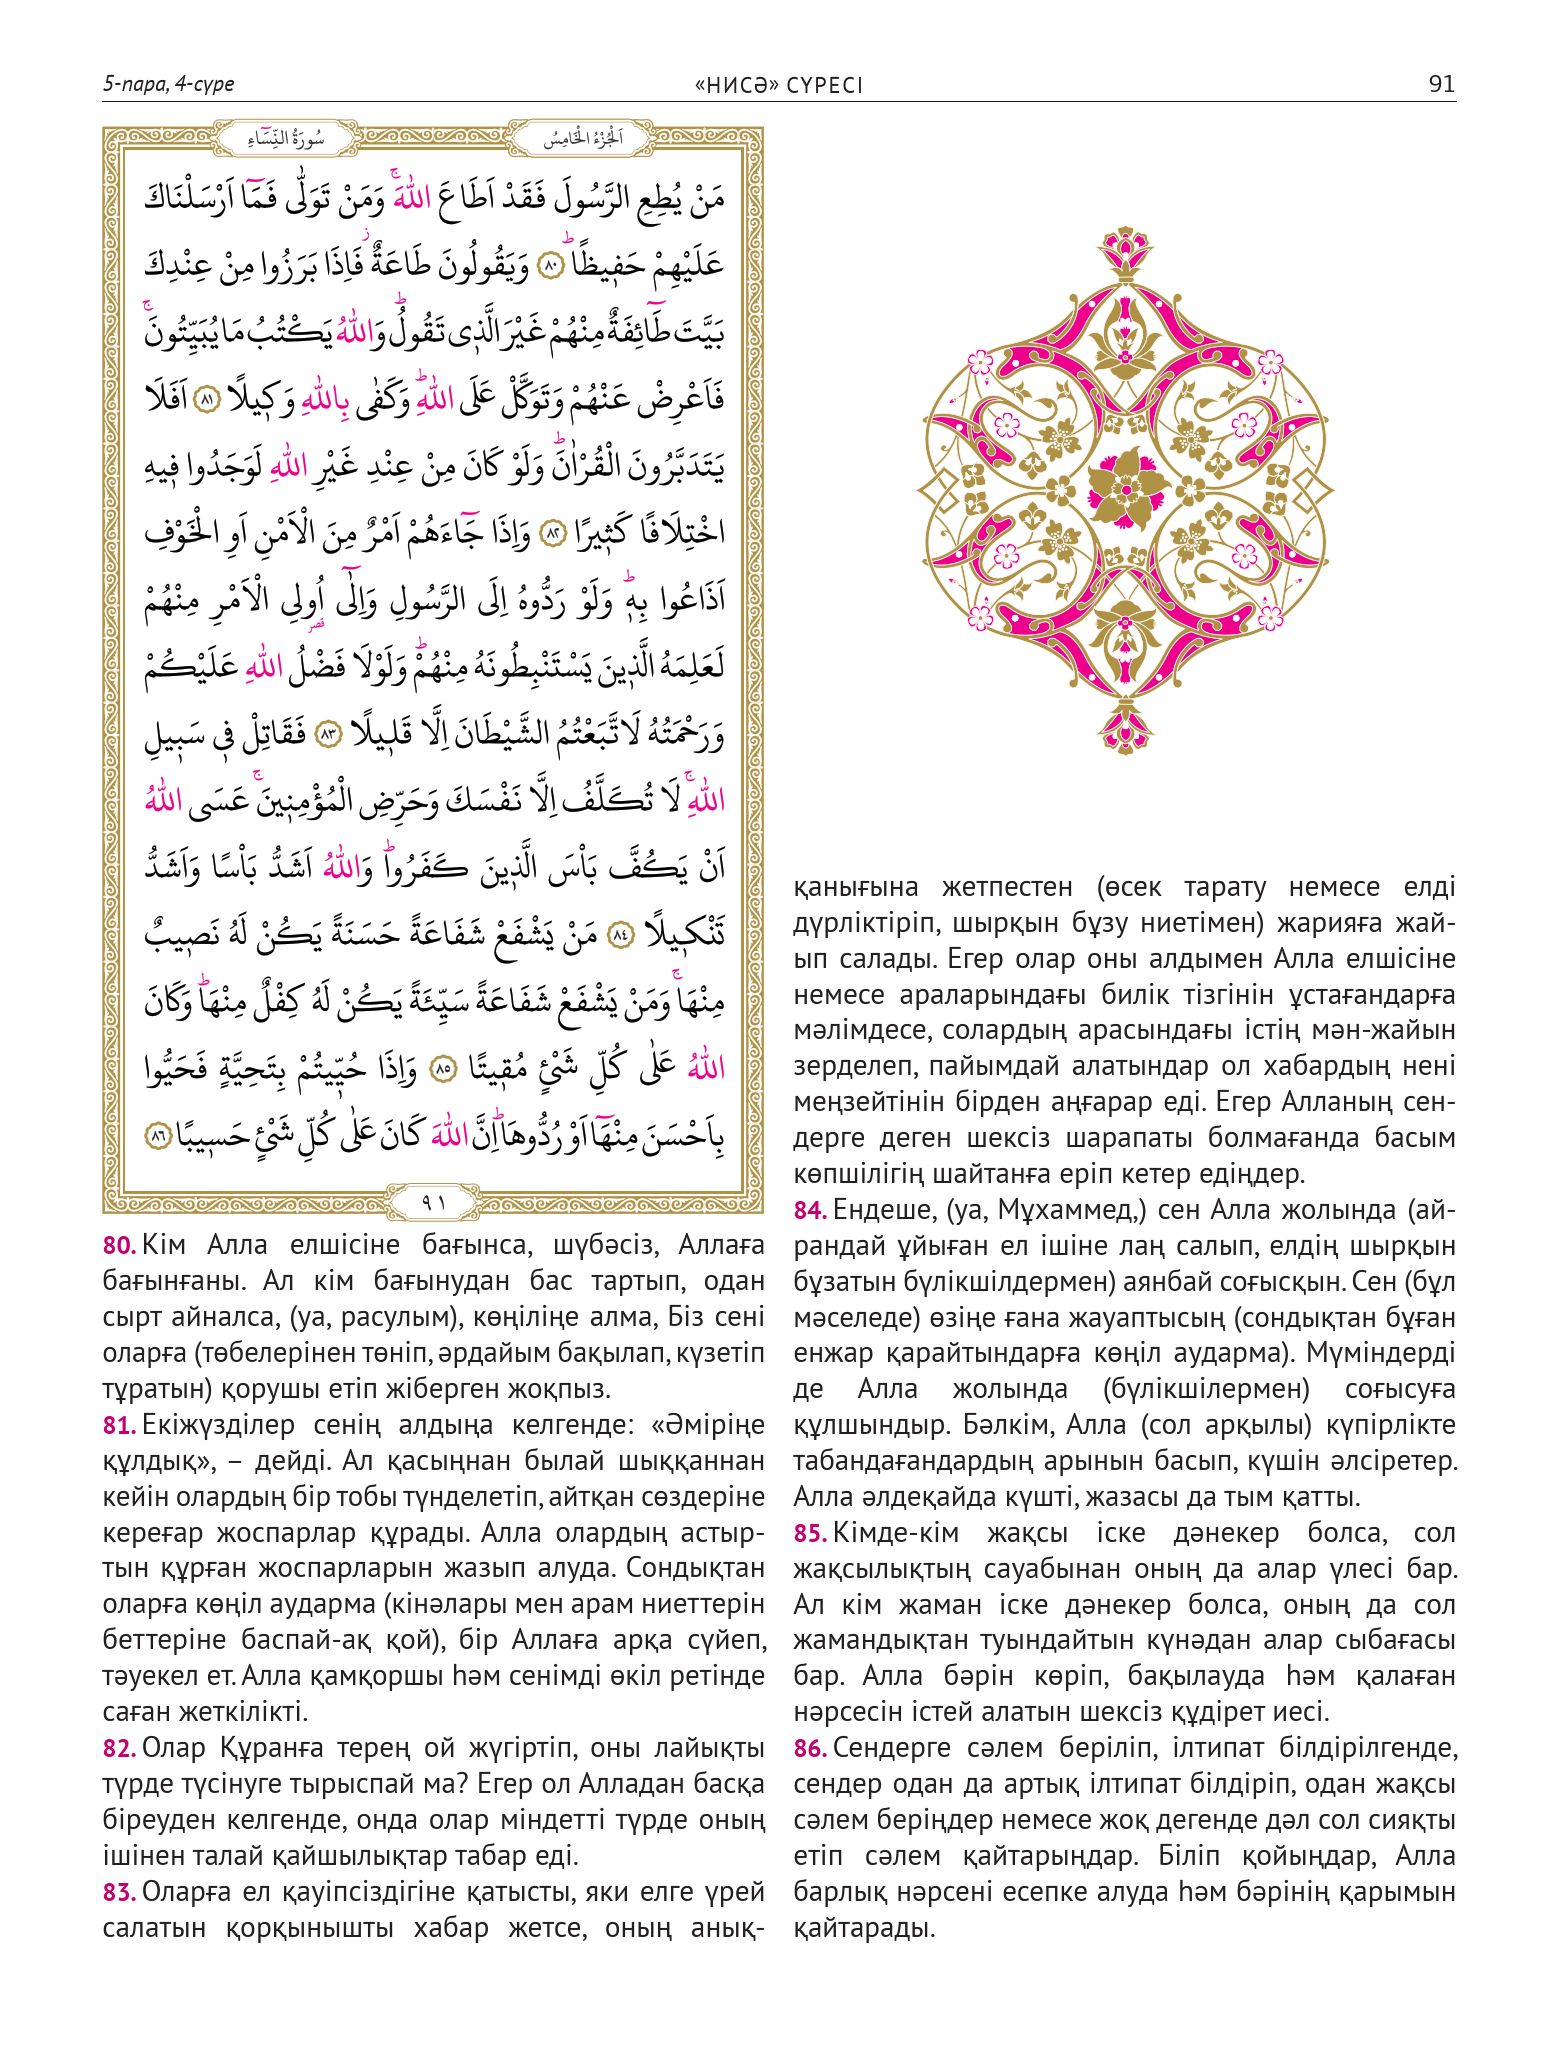 5-пара, 4-сүре
«НИСӘ» СҮРЕСІ
91
سُورَةُ النِّسَٓاءِ
اَلْجُزْءُ الْخَامِسُ
مَنْ يُطِعِ الرَّسُولَ فَقَدْ اَطَاعَ اللّٰهَۚ وَمَنْ تَوَلّٰى فَمَٓا اَرْسَلْنَاكَ
عَلَيْهِمْ حَف۪يظًاۜ ﴿٨٠﴾ وَيَقُولُونَ طَاعَةٌۘ فَاِذَا بَرَزُوا مِنْ عِنْدِكَ
بَيَّتَ طَٓائِفَةٌ مِنْهُمْ غَيْرَ الَّذ۪ي تَقُولُۜ وَاللّٰهُ يَكْتُبُ مَا يُبَيِّتُونَۚ
فَاَعْرِضْ عَنْهُمْ وَتَوَكَّلْ عَلَى اللّٰهِۜ وَكَفٰى بِاللّٰهِ وَك۪يلًا ﴿٨١﴾ اَفَلَا
يَتَدَبَّرُونَ الْقُرْاٰنَۜ وَلَوْ كَانَ مِنْ عِنْدِ غَيْرِ اللّٰهِ لَوَجَدُوا ف۪يهِ
اخْتِلَافًا كَث۪يرًا ﴿٨٢﴾ وَاِذَا جَٓاءَهُمْ اَمْرٌ مِنَ الْاَمْنِ اَوِ الْخَوْفِ
اَذَاعُوا بِه۪ۜ وَلَوْ رَدُّوهُ اِلَى الرَّسُولِ وَاِلٰٓى اُولِي الْاَمْرِ مِنْهُمْ
لَعَلِمَهُ الَّذ۪ينَ يَسْتَنْبِطُونَهُ مِنْهُمْۜ وَلَوْلَا فَضْلُ اللّٰهِ عَلَيْكُمْ
وَرَحْمَتُهُ لَاتَّبَعْتُمُ الشَّيْطَانَ اِلَّا قَل۪يلًا ﴿٨٣﴾ فَقَاتِلْ ف۪ي سَب۪يلِ
اللّٰهِۚ لَا تُكَلَّفُ اِلَّا نَفْسَكَ وَحَرِّضِ الْمُؤْمِن۪ينَۚ عَسَى اللّٰهُ
اَنْ يَكُفَّ بَاْسَ الَّذ۪ينَ كَفَرُواۜ وَاللّٰهُ اَشَدُّ بَاْسًا وَاَشَدُّ
تَنْك۪يلًا ﴿٨٤﴾ مَنْ يَشْفَعْ شَفَاعَةً حَسَنَةً يَكُنْ لَهُ نَص۪يبٌ
مِنْهَاۚ وَمَنْ يَشْفَعْ شَفَاعَةً سَيِّئَةً يَكُنْ لَهُ كِفْلٌ مِنْهَاۜ وَكَانَ
اللّٰهُ عَلٰى كُلِّ شَيْءٍ مُق۪يتًا ﴿٨٥﴾ وَاِذَا حُيّ۪يتُمْ بِتَحِيَّةٍ فَحَيُّوا
بِاَحْسَنَ مِنْهَٓا اَوْ رُدُّوهَاۜ اِنَّ اللّٰهَ كَانَ عَلٰى كُلِّ شَيْءٍ حَس۪يبًا ﴿٨٦﴾
٩١
80. Кім Алла елшісіне бағынса, шүбәсіз, Аллаға
бағынғаны. Ал кім бағынудан бас тартып, одан
сырт айналса, (уа, расулым), көңіліңе алма, Біз сені
оларға (төбелерінен төніп, әрдайым бақылап, күзетіп
тұратын) қорушы етіп жіберген жоқпыз.
81. Екіжүзділер сенің алдыңа келгенде: «Әміріңе
құлдық», – дейді. Ал қасыңнан былай шыққаннан
кейін олардың бір тобы түнделетіп, айтқан сөздеріне
кереғар жоспарлар құрады. Алла олардың астыр-
тын құрған жоспарларын жазып алуда. Сондықтан
оларға көңіл аударма (кінәлары мен арам ниеттерін
беттеріне баспай-ақ қой), бір Аллаға арқа сүйеп,
тәуекел ет. Алла қамқоршы һәм сенімді өкіл ретінде
саған жеткілікті.
82. Олар Құранға терең ой жүгіртіп, оны лайықты
түрде түсінуге тырыспай ма? Егер ол Алладан басқа
біреуден келгенде, онда олар міндетті түрде оның
ішінен талай қайшылықтар табар еді.
83. Оларға ел қауіпсіздігіне қатысты, яки елге үрей
салатын қорқынышты хабар жетсе, оның анық-
қанығына жетпестен (өсек тарату немесе елді
дүрліктіріп, шырқын бұзу ниетімен) жарияға жай-
ып салады. Егер олар оны алдымен Алла елшісіне
немесе араларындағы билік тізгінін ұстағандарға
мәлімдесе, солардың арасындағы істің мән-жайын
зерделеп, пайымдай алатындар ол хабардың нені
меңзейтінін бірден аңғарар еді. Егер Алланың сен-
дерге деген шексіз шарапаты болмағанда басым
көпшілігің шайтанға еріп кетер едіңдер.
84. Ендеше, (уа, Мұхаммед,) сен Алла жолында (ай-
рандай ұйыған ел ішіне лаң салып, елдің шырқын
бұзатын бүлікшілдермен) аянбай соғысқын. Сен (бұл
мәселеде) өзіңе ғана жауаптысың (сондықтан бұған
енжар қарайтындарға көңіл аударма). Мүміндерді
де Алла жолында (бүлікшілермен) соғысуға
құлшындыр. Бәлкім, Алла (сол арқылы) күпірлікте
табандағандардың арынын басып, күшін әлсіретер.
Алла әлдеқайда күшті, жазасы да тым қатты.
85. Кімде-кім жақсы іске дәнекер болса, сол
жақсылықтың сауабынан оның да алар үлесі бар.
Ал кім жаман іске дәнекер болса, оның да сол
жамандықтан туындайтын күнәдан алар сыбағасы
бар. Алла бәрін көріп, бақылауда һәм қалаған
нәрсесін істей алатын шексіз құдірет иесі.
86. Сендерге сәлем беріліп, ілтипат білдірілгенде,
сендер одан да артық ілтипат білдіріп, одан жақсы
сәлем беріңдер немесе жоқ дегенде дәл сол сияқты
етіп сәлем қайтарыңдар. Біліп қойыңдар, Алла
барлық нәрсені есепке алуда һәм бәрінің қарымын
қайтарады.